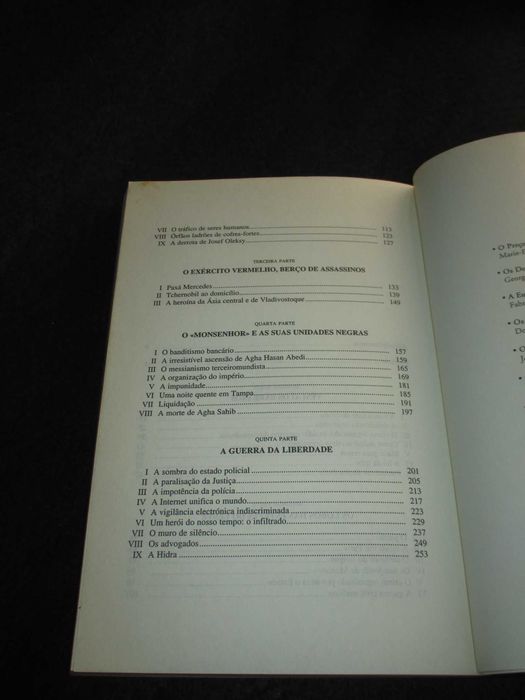 VII O tráfico de seres humanos 113
VIII Órfãos ladrões de cofres-fortes 123
IX A derrota de Josef Oleksy 127
TERCEIRA PARTE
O EXÉRCITO VERMELHO, BERÇO DE ASSASSINOS
I Paxá Mercedes 133
II Tchernobil ao domicílio 139
III A heroína da Ásia central e de Vladivostoque 149
QUARTA PARTE
O «MONSENHOR» E AS SUAS UNIDADES NEGRAS
I O banditismo bancário 157
II A irresistível ascensão de Agha Hasan Abedi 159
III O messianismo terceiromundista 165
IV A organização do império 169
V A impunidade 181
VI Uma noite quente em Tampa 185
VII Liquidação 191
VIII A morte de Agha Sahib 197
QUINTA PARTE
A GUERRA DA LIBERDADE
I A sombra do estado policial 201
II A paralisação da Justiça 205
III A impotência da polícia 213
IV A Internet unifica o mundo 217
V A vigilância electrónica indiscriminada 223
VI Um herói do nosso tempo: o infiltrado 229
VII O muro de silêncio 237
VIII Os advogados 249
IX A Hidra 253
• Os
• O